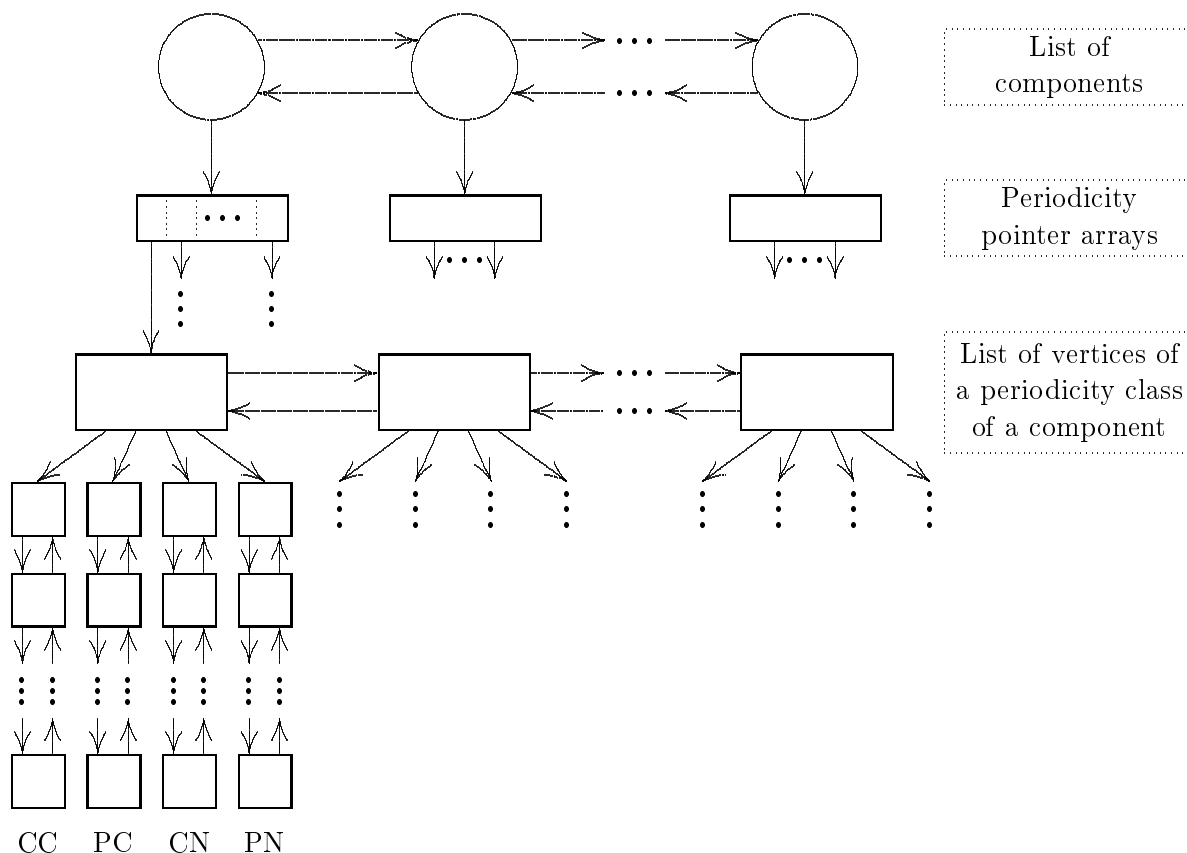 List of
components
Periodicity
pointer arrays
List of vertices of
a periodicity class
of a component
CC PC CN PN